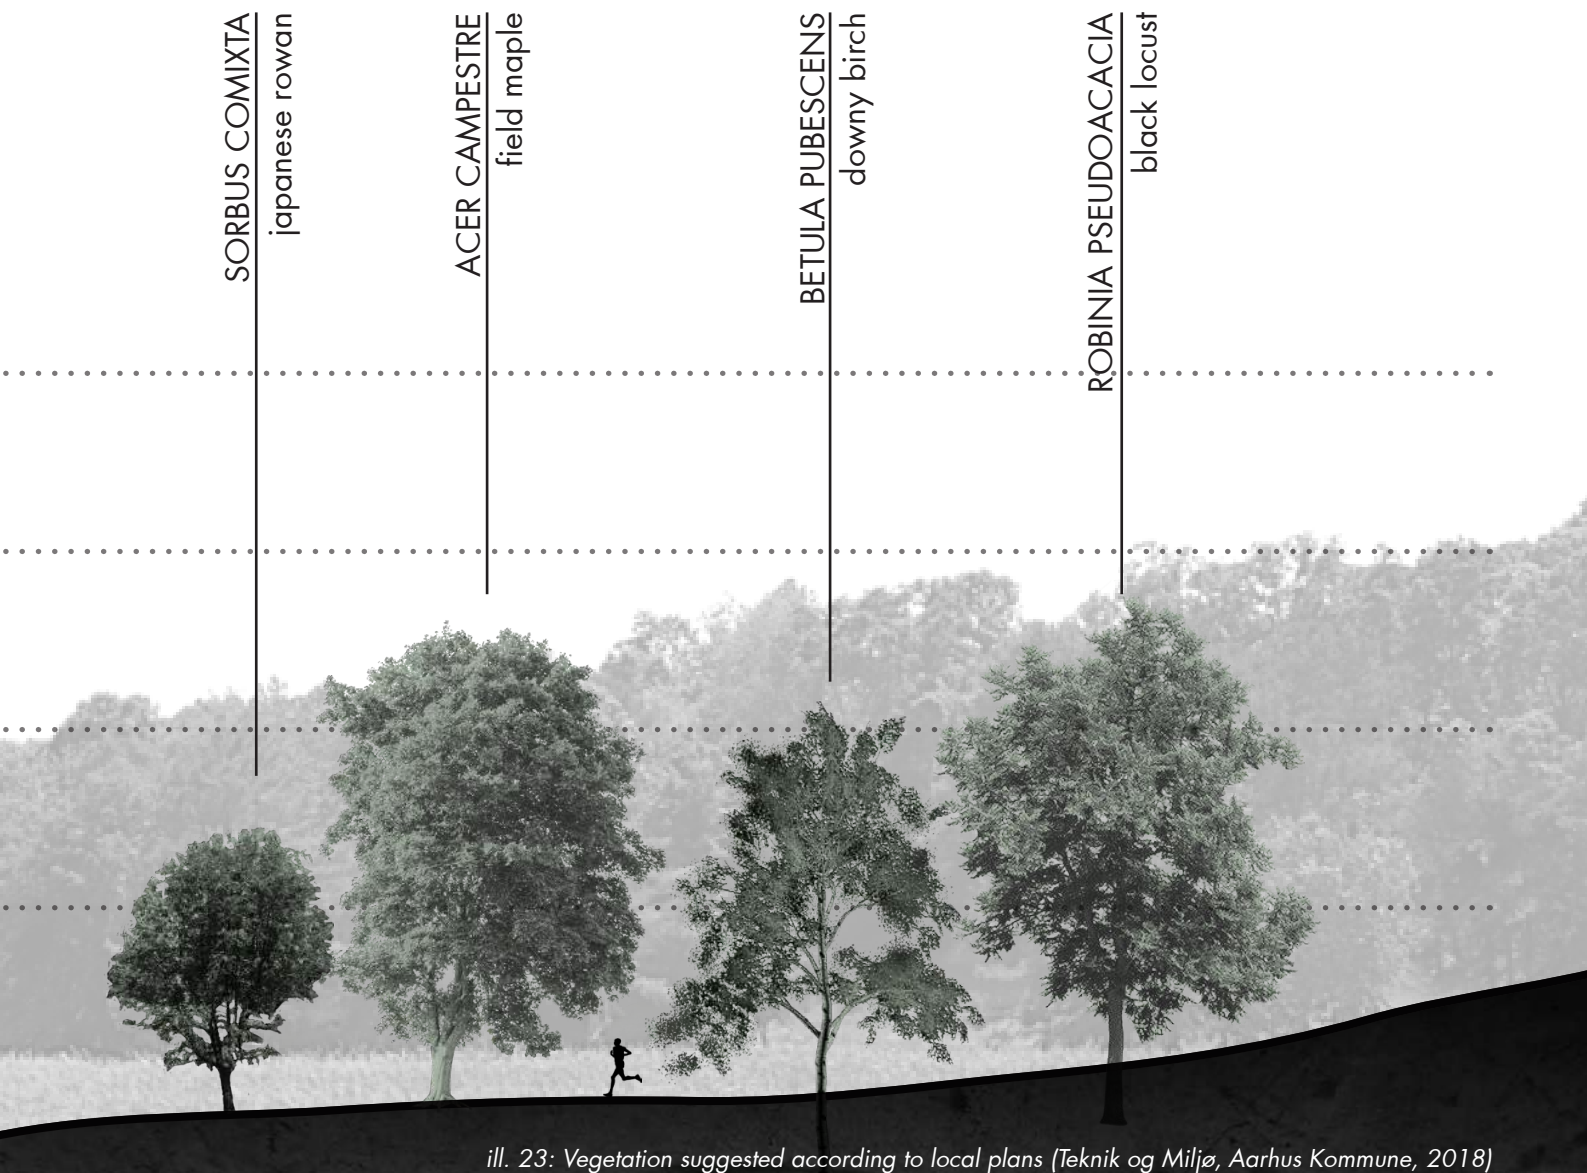 SORBUS COMIXTA
japanese rowan
ACER CAMPESTRE
field maple
BETULA PUBESCENS
downy birch
ROBINIA PSEUDOACACIA
black locust
ill. 23: Vegetation suggested according to local plans (Teknik og Miljø, Aarhus Kommune, 2018)